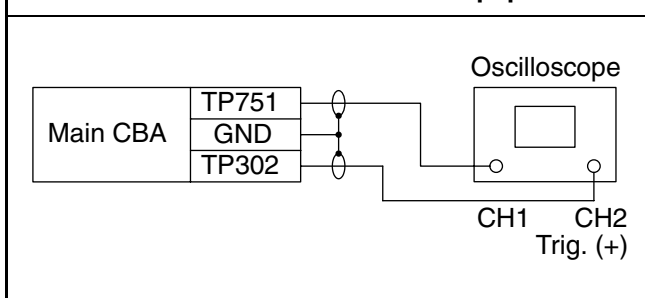 Oscilloscope
Main CBA
TP751
GND
TP302
CH1 CH2
Trig. (+)